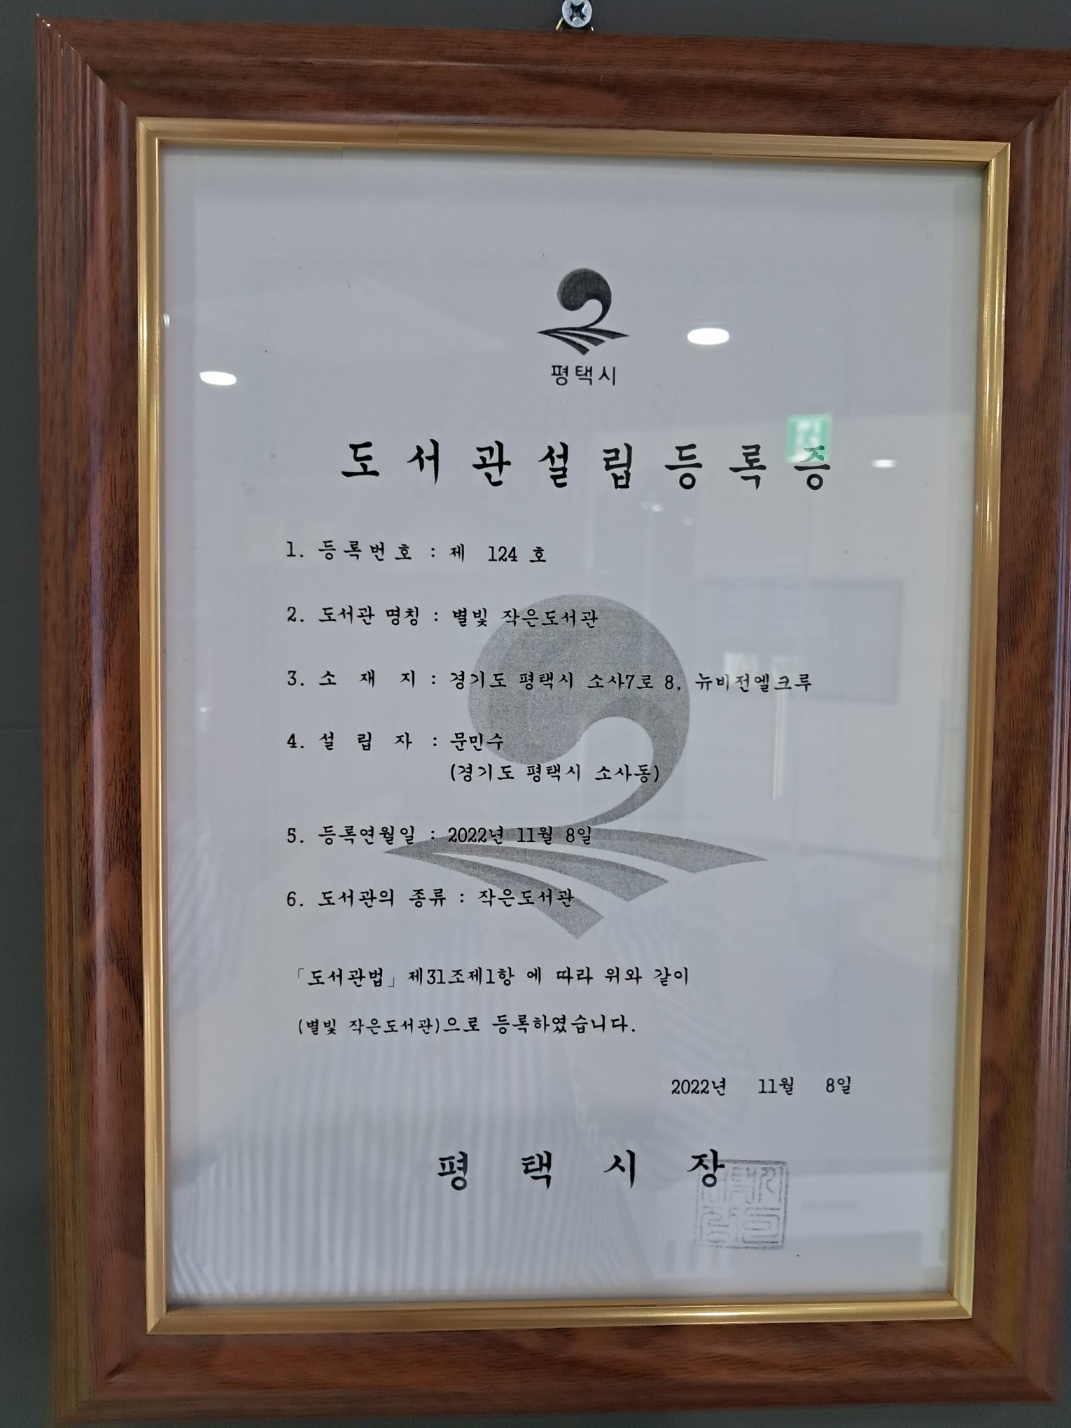 평택시
도서관설립등록증
1. 등록번호 : 제 124 호
2. 도서관 명칭 : 별빛 작은도서관
3. 소 재 지 : 경기도 평택시 소사7로 8, 뉴비전엘크루
4. 설 립 자 : 문민수
(경기도 평택시 소사동)
5. 등록연월일 : 2022년 11월 8일
6. 도서관의 종류 : 작은도서관
「도서관법」제31조제1항 에 따라 위와 같이
(별빛 작은도서관)으로 등록하였습니다.
2022년 11월 8일
평 택 시 장